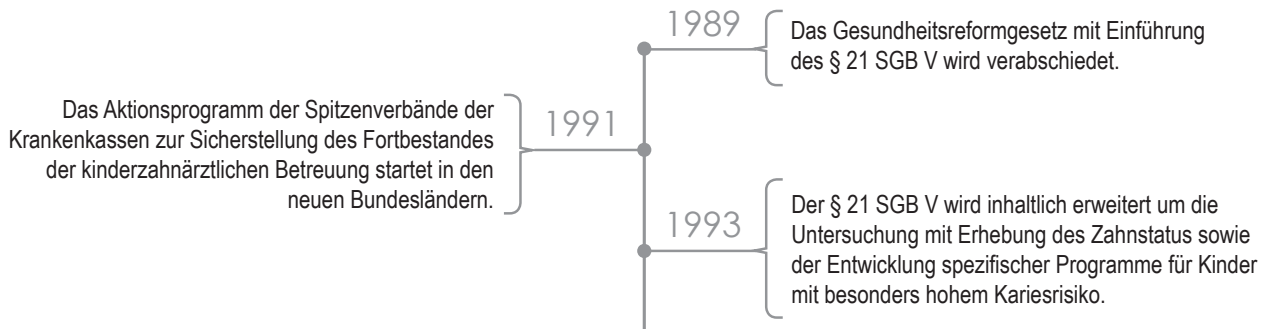 1989
Das Gesundheitsreformgesetz mit Einführung
des § 21 SGB V wird verabschiedet.
Das Aktionsprogramm der Spitzenverbände der
Krankenkassen zur Sicherstellung des Fortbestandes
der kinderzahnärztlichen Betreuung startet in den
neuen Bundesländern.
1991
1993
Der § 21 SGB V wird inhaltlich erweitert um die
Untersuchung mit Erhebung des Zahnstatus sowie
der Entwicklung spezifischer Programme für Kinder
mit besonders hohem Kariesrisiko.